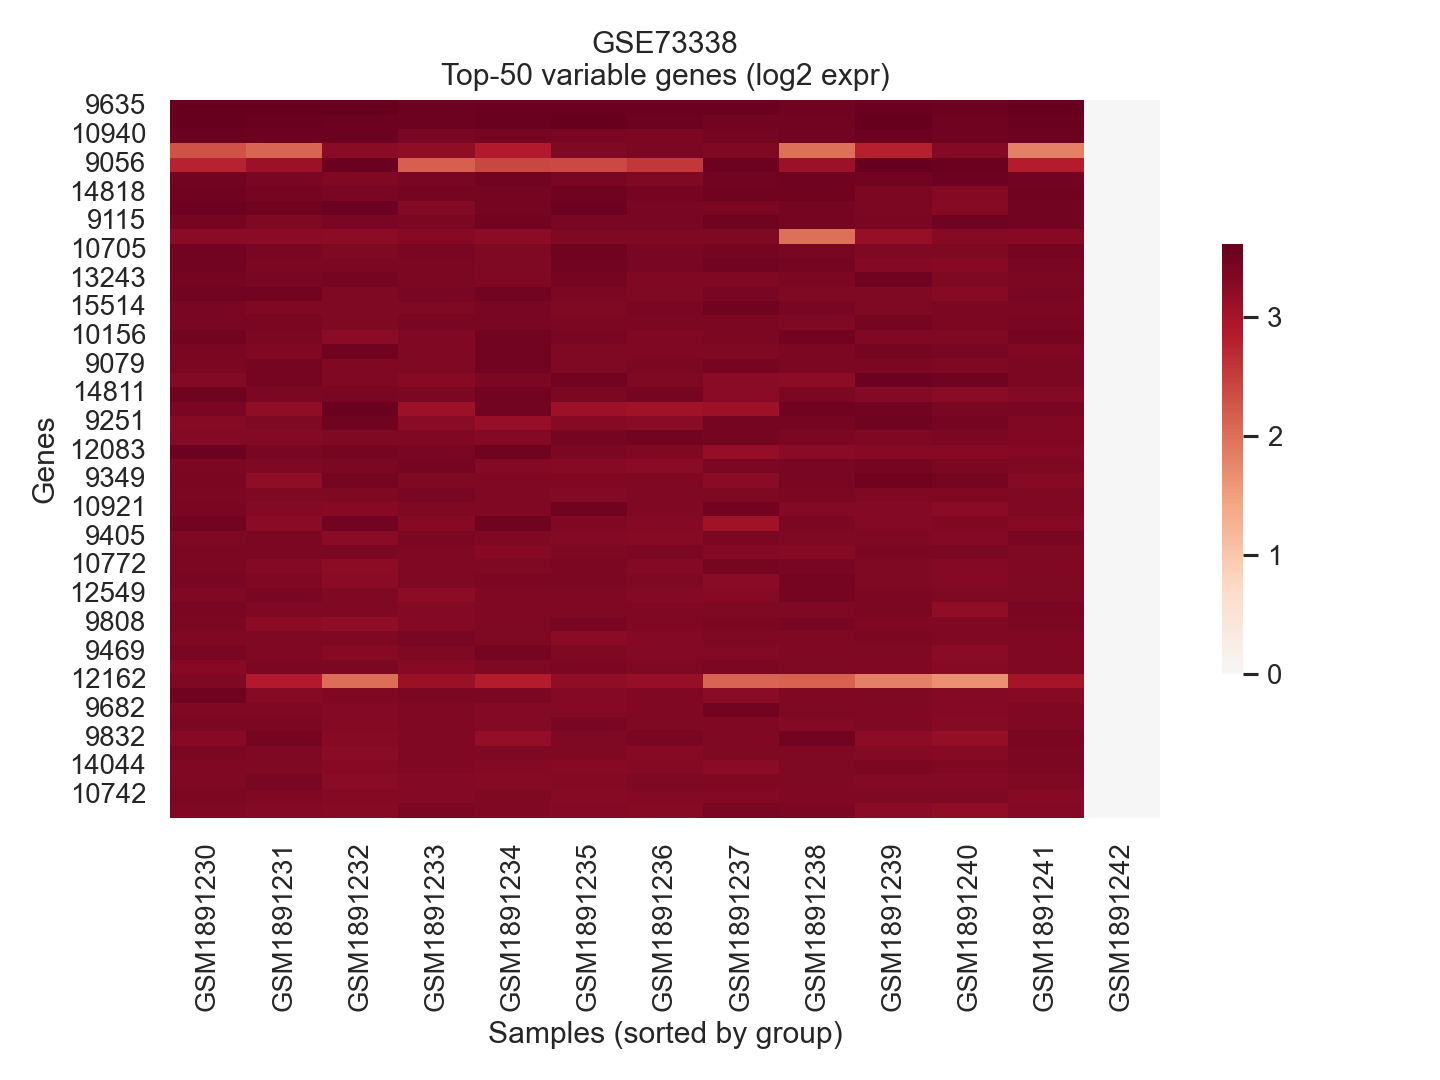 GSE73338
Top-50 variable genes (log2 expr)
9635
10940
9056
14818
9115
10705
13243
15514
10156
9079
14811
9251
12083
9349
10921
9405
10772
12549
9808
9469
12162
9682
9832
14044
10742
Genes
GSM1891230
GSM1891231
GSM1891232
GSM1891233
GSM1891234
GSM1891235
GSM1891236
GSM1891237
GSM1891238
GSM1891239
GSM1891240
GSM1891241
GSM1891242
Samples (sorted by group)
3
2
1
0